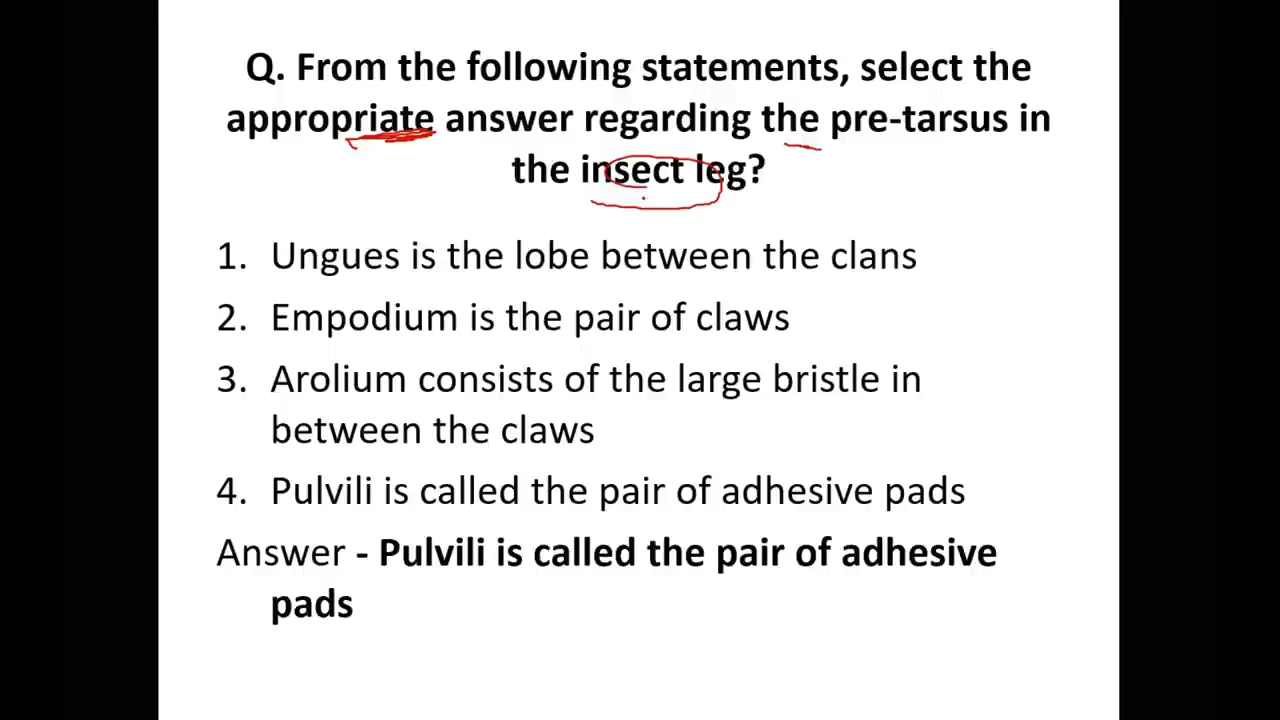 Q. From the following statements, select the
appropriate answer regarding the pre-tarsus in
the insect leg?
1. Ungues is the lobe between the clans
2. Empodium is the pair of claws
3. Arolium consists of the large bristle in
between the claws
4. Pulvili is called the pair of adhesive pads
Answer - Pulvili is called the pair of adhesive
pads